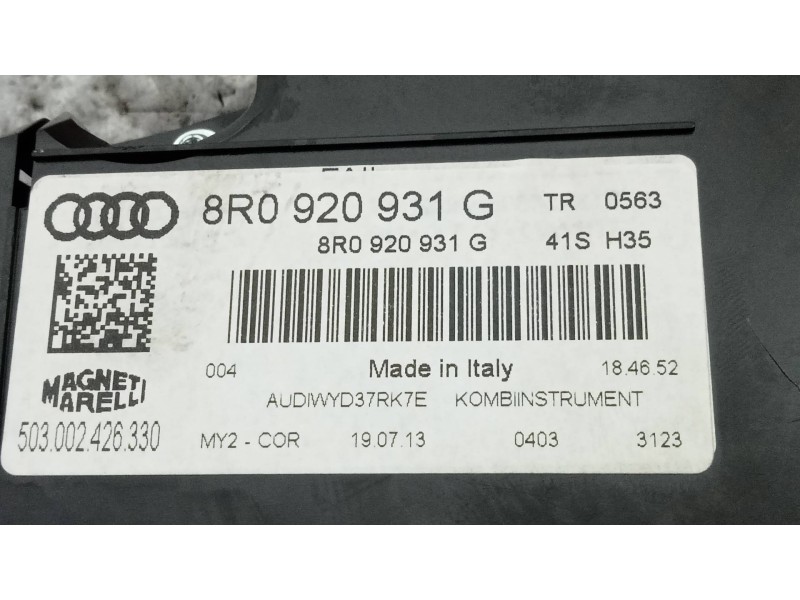 8R0 920 931 G TR 0563
8R0 920 931 G 41S H35
004 Made in Italy 18.46.52
MAGNETI
MARELLI
AUDIWYD37RK7E KOMBIINSTRUMENT
503.002.426.330 MY2 - COR 19.07.13 0403 3123